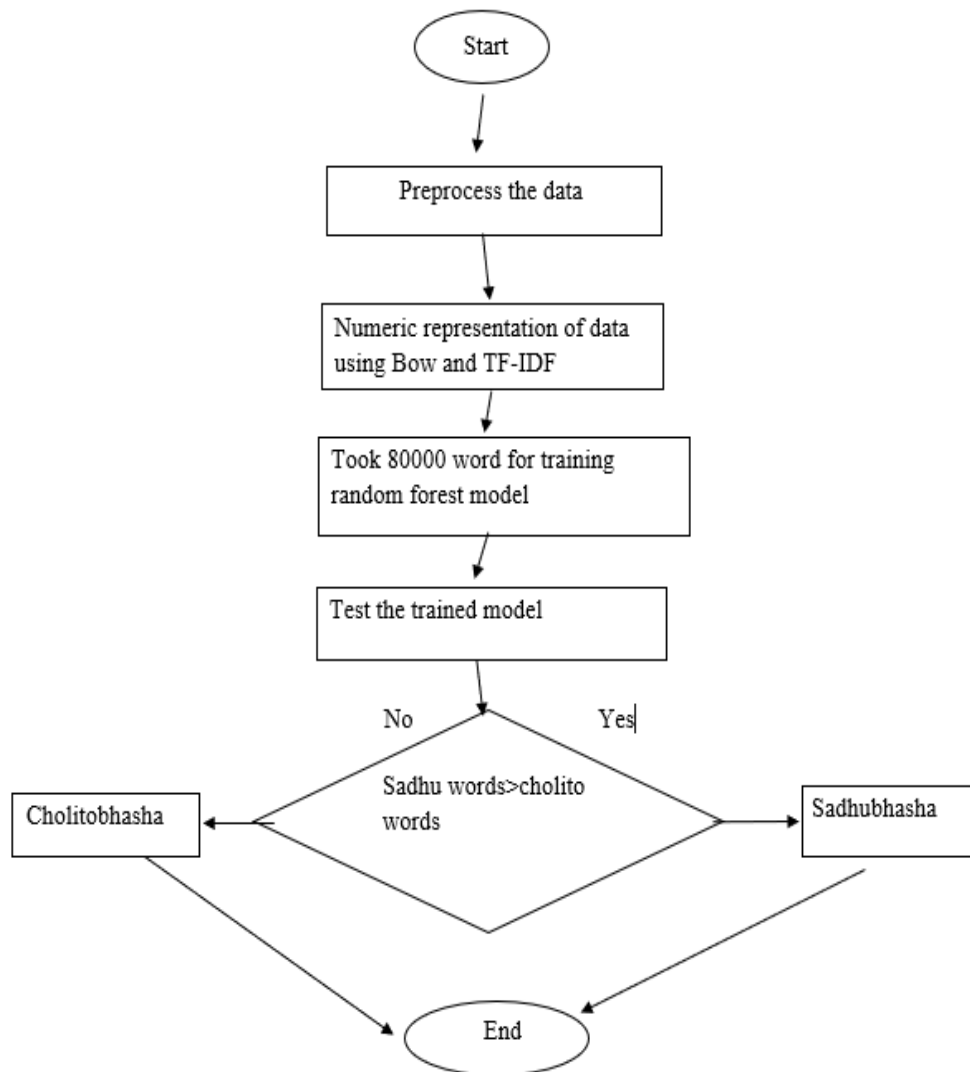 Start
Preprocess the data
Numeric representation of data
using Bow and TF-IDF
Took 80000 word for training
random forest model
Test the trained model
No
Yes
Sadhu words>cholito
words
Cholitobhasha
Sadhubhasha
End